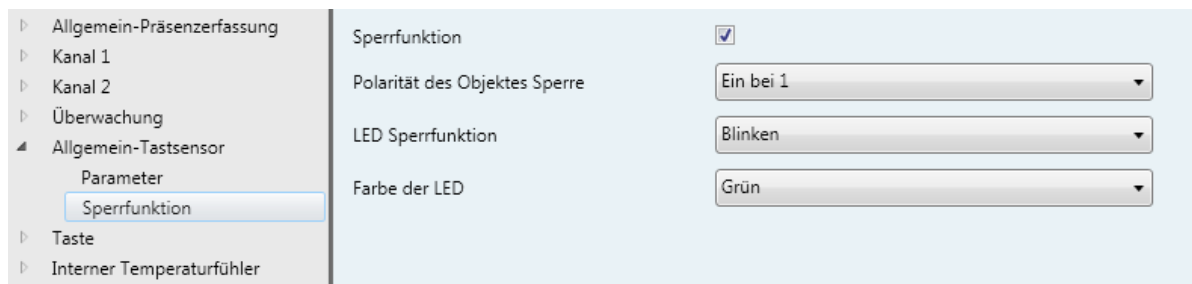 Allgemein-Präsenzerfassung
Kanal 1
Kanal 2
Überwachung
Allgemein-Tastsensor
Parameter
Sperrfunktion
Taste
Interner Temperaturfühler
Sperrfunktion
Polarität des Objektes Sperre Ein bei 1
LED Sperrfunktion Blinken
Farbe der LED Grün